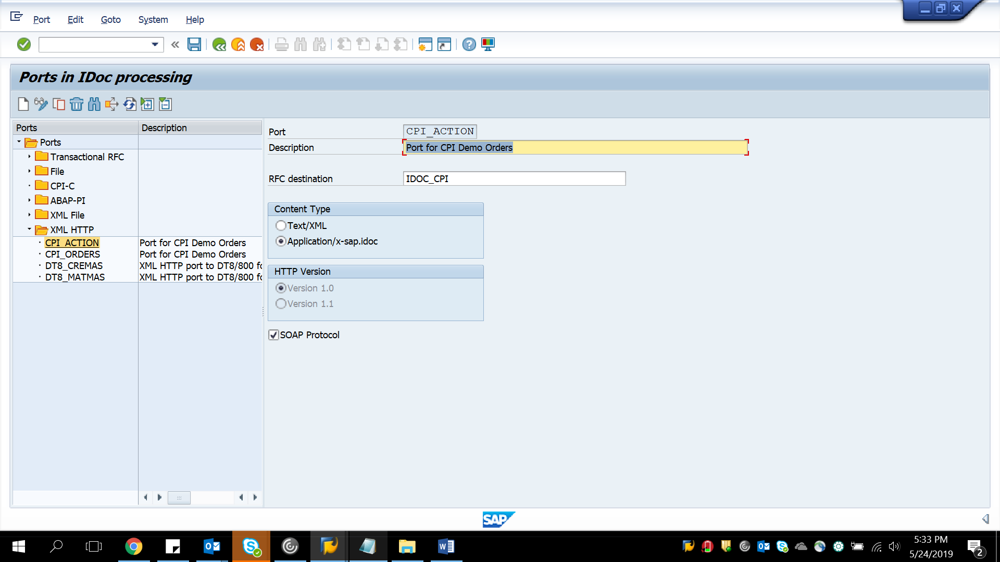 Port Edit Goto System Help
Ports in IDoc processing
Ports Description
Ports
Transactional RFC
File
CPI-C
ABAP-PI
XML File
XML HTTP
CPI_ACTION Port for CPI Demo Orders
CPI_ORDERS Port for CPI Demo Orders
DT8_CREMAS XML HTTP port to DT8/800 fo
DT8_MATMAS XML HTTP port to DT8/800 fo
Port CPI_ACTION
Description Port for CPI Demo Orders
RFC destination IDOC_CPI
Content Type
Text/XML
Application/x-sap.idoc
HTTP Version
Version 1.0
Version 1.1
SOAP Protocol
SAP
5:33 PM
5/24/2019
2